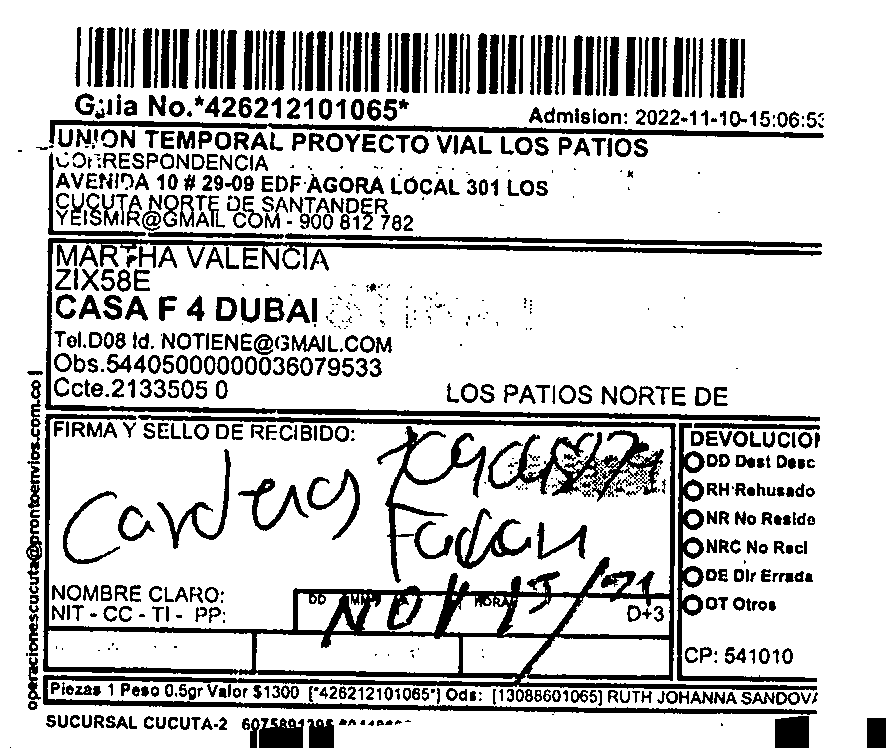 Guia No.*426212101065*
Admision: 2022-11-10-15:06:53
UNION TEMPORAL PROYECTO VIAL LOS PATIOS
CORRESPONDENCIA
AVENIDA 10 # 29-09 EDF AGORA LOCAL 301 LOS
CUCUTA NORTE DE SANTANDER
YEISMIR@GMAIL COM - 900 812 782
MARTHA VALENCIA
ZIX58E
CASA F 4 DUBAI
Tel.D08 Id. NOTIENE@GMAIL.COM
Obs.54405000000036079533
Ccte.2133505 0
LOS PATIOS NORTE DE
operacionescucuta@prontoenvios.com.co
FIRMA Y SELLO DE RECIBIDO:
NOMBRE CLARO:
NIT - CC - TI - PP:
DD MM HORA
NOV 15
D+3
DEVOLUCION
DD Dest Desc
RH Rehusado
NR No Reside
NRC No Recl
DE Dir Errada
OT Otros
CP: 541010
Piezas 1 Peso 0.5gr Valor $1300 [*426212101065*] Ods: [13088601065] RUTH JOHANNA SANDOVA
SUCURSAL CUCUTA-2